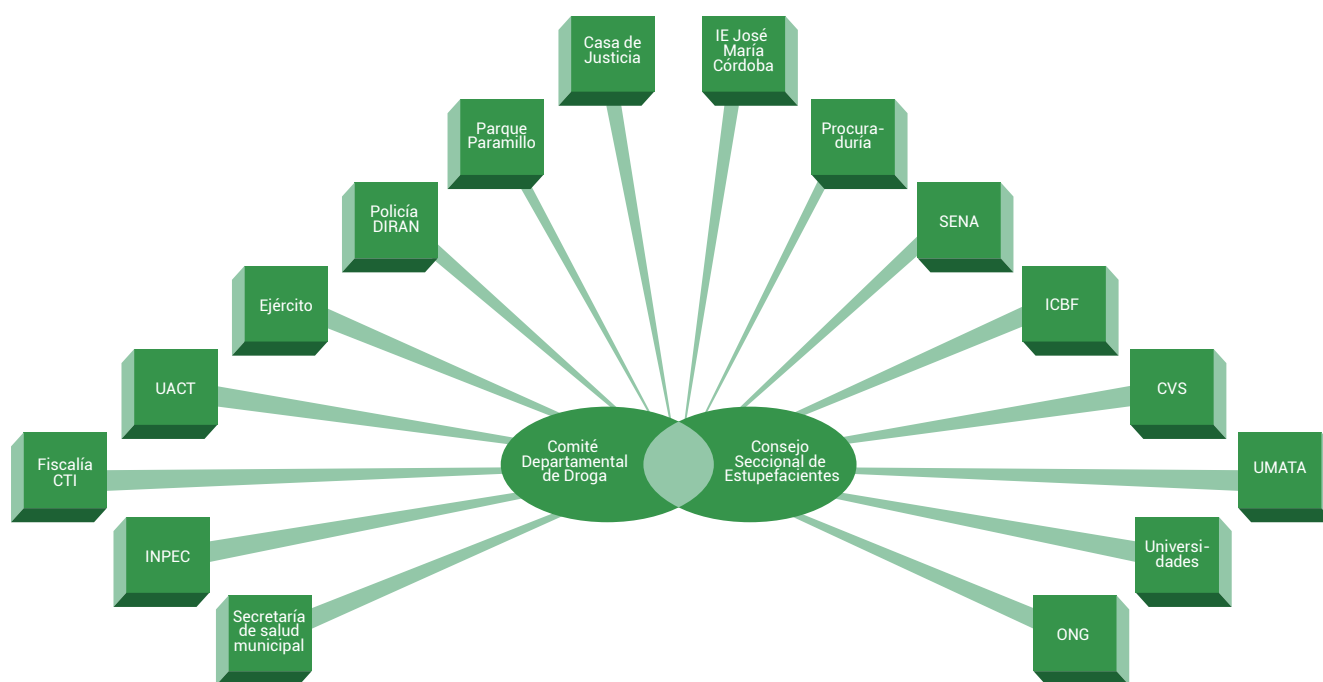 Casa de
Justicia
IE José
María
Córdoba
Parque
Paramillo
Procura-
duría
Policía
DIRAN
SENA
Ejército
ICBF
UACT
CVS
Comité
Departamental
de Droga
Consejo
Seccional de
Estupefacientes
Fiscalía
CTI
UMATA
INPEC
Universi-
dades
Secretaría
de salud
municipal
ONG